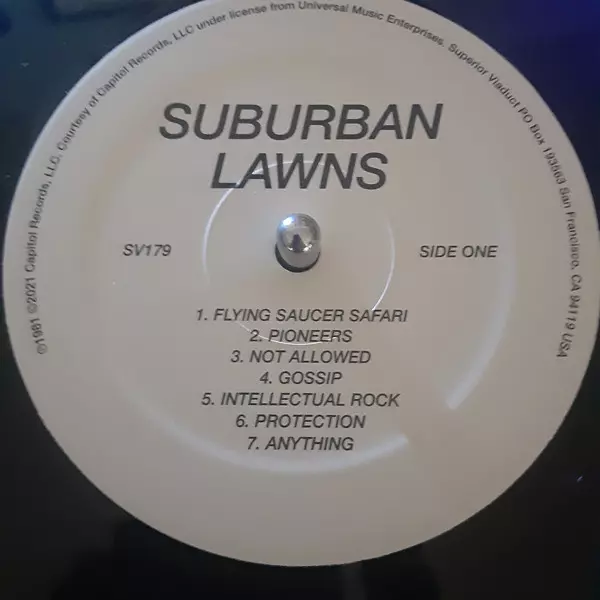 ©1981 ©2021 Capitol Records, LLC. Courtesy of Capitol Records, LLC under license from Universal Music Enterprises. Superior Viaduct PO Box 193563 San Francisco, CA 94119 USA
SUBURBAN
LAWNS
SV179
SIDE ONE
1. FLYING SAUCER SAFARI
2. PIONEERS
3. NOT ALLOWED
4. GOSSIP
5. INTELLECTUAL ROCK
6. PROTECTION
7. ANYTHING